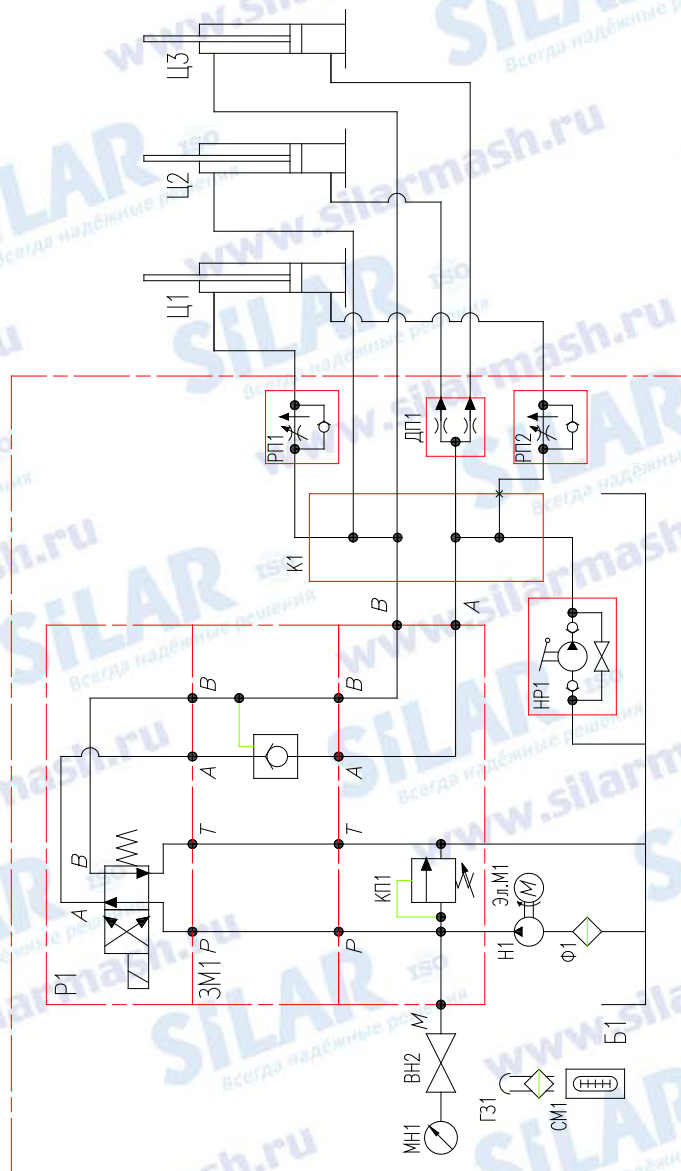 Ц3
Ц2
Ц1
РП1
ДП1
РП2
К1
В
А
НР1
В
А
Т
Р
В
А
Т
Р
В
А
Р1
ЗМ1
КП1
Эл.М1
Н1
Ф1
М
ВН2
МН1
ГЗ1
СМ1
Б1
М
SILAR
ISO
Всегда надёжные решения
www.silarmash.ru